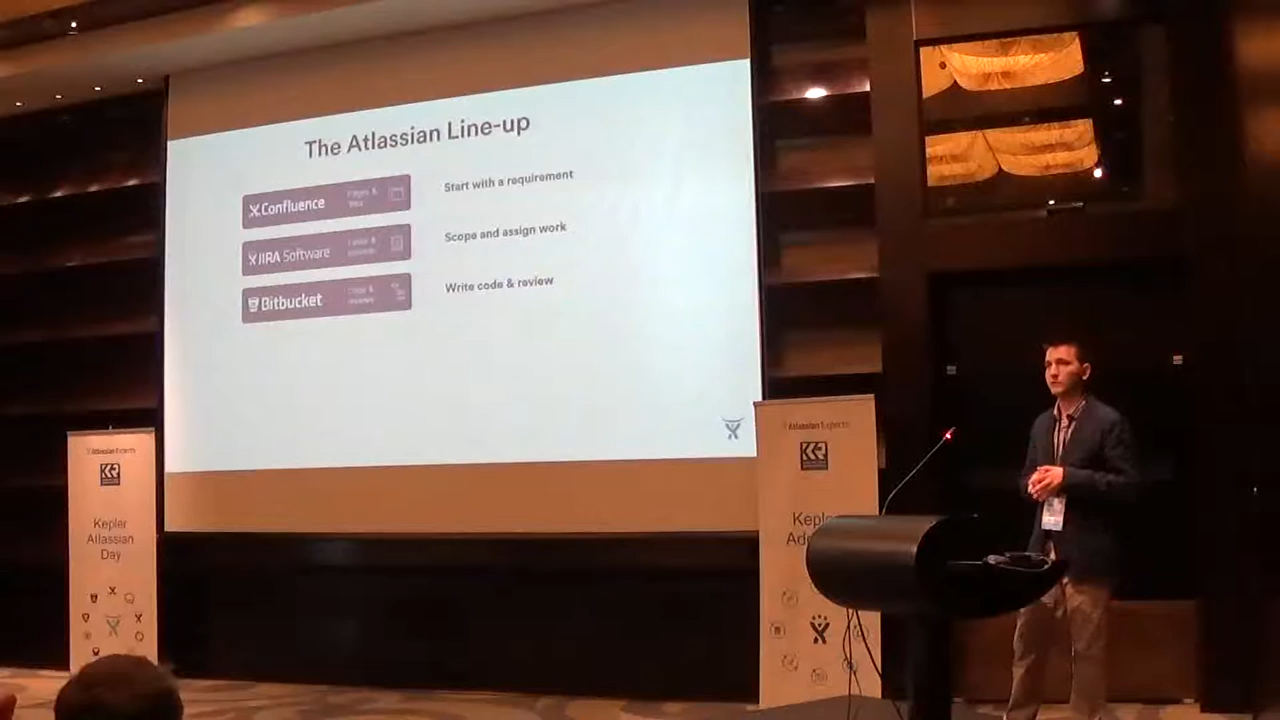 The Atlassian Line-up
Confluence
Start with a requirement
JIRA Software
Scope and assign work
Bitbucket
Write code & review
Atlassian Experts
Kepler
Atlassian
Day
Atlassian Experts